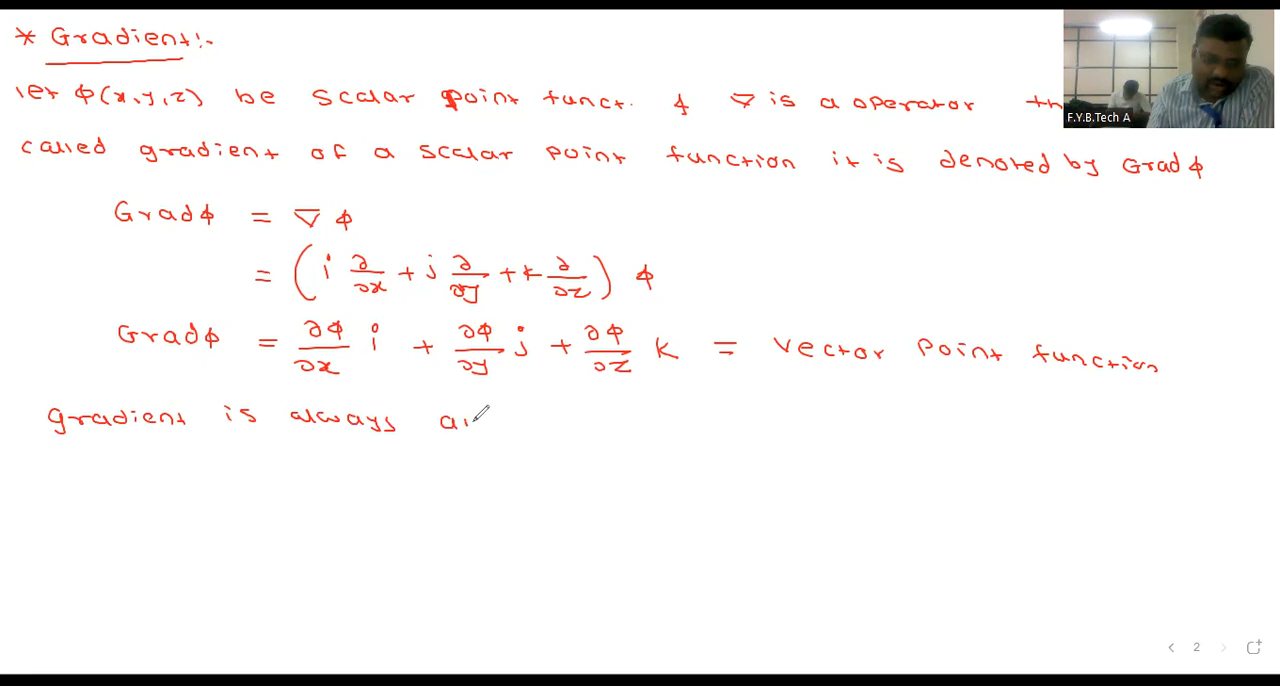 * Gradient:-
let ϕ(x,y,z) be scalar point funct. & ∇ is a operator
called gradient of a scalar point function it is denoted by Grad ϕ
Grad ϕ = ∇ ϕ
= (i ∂/∂x + j ∂/∂y + k ∂/∂z) ϕ
Grad ϕ = ∂ϕ/∂x i + ∂ϕ/∂y j + ∂ϕ/∂z k = vector point function
gradient is always
F.Y.B.Tech A
2